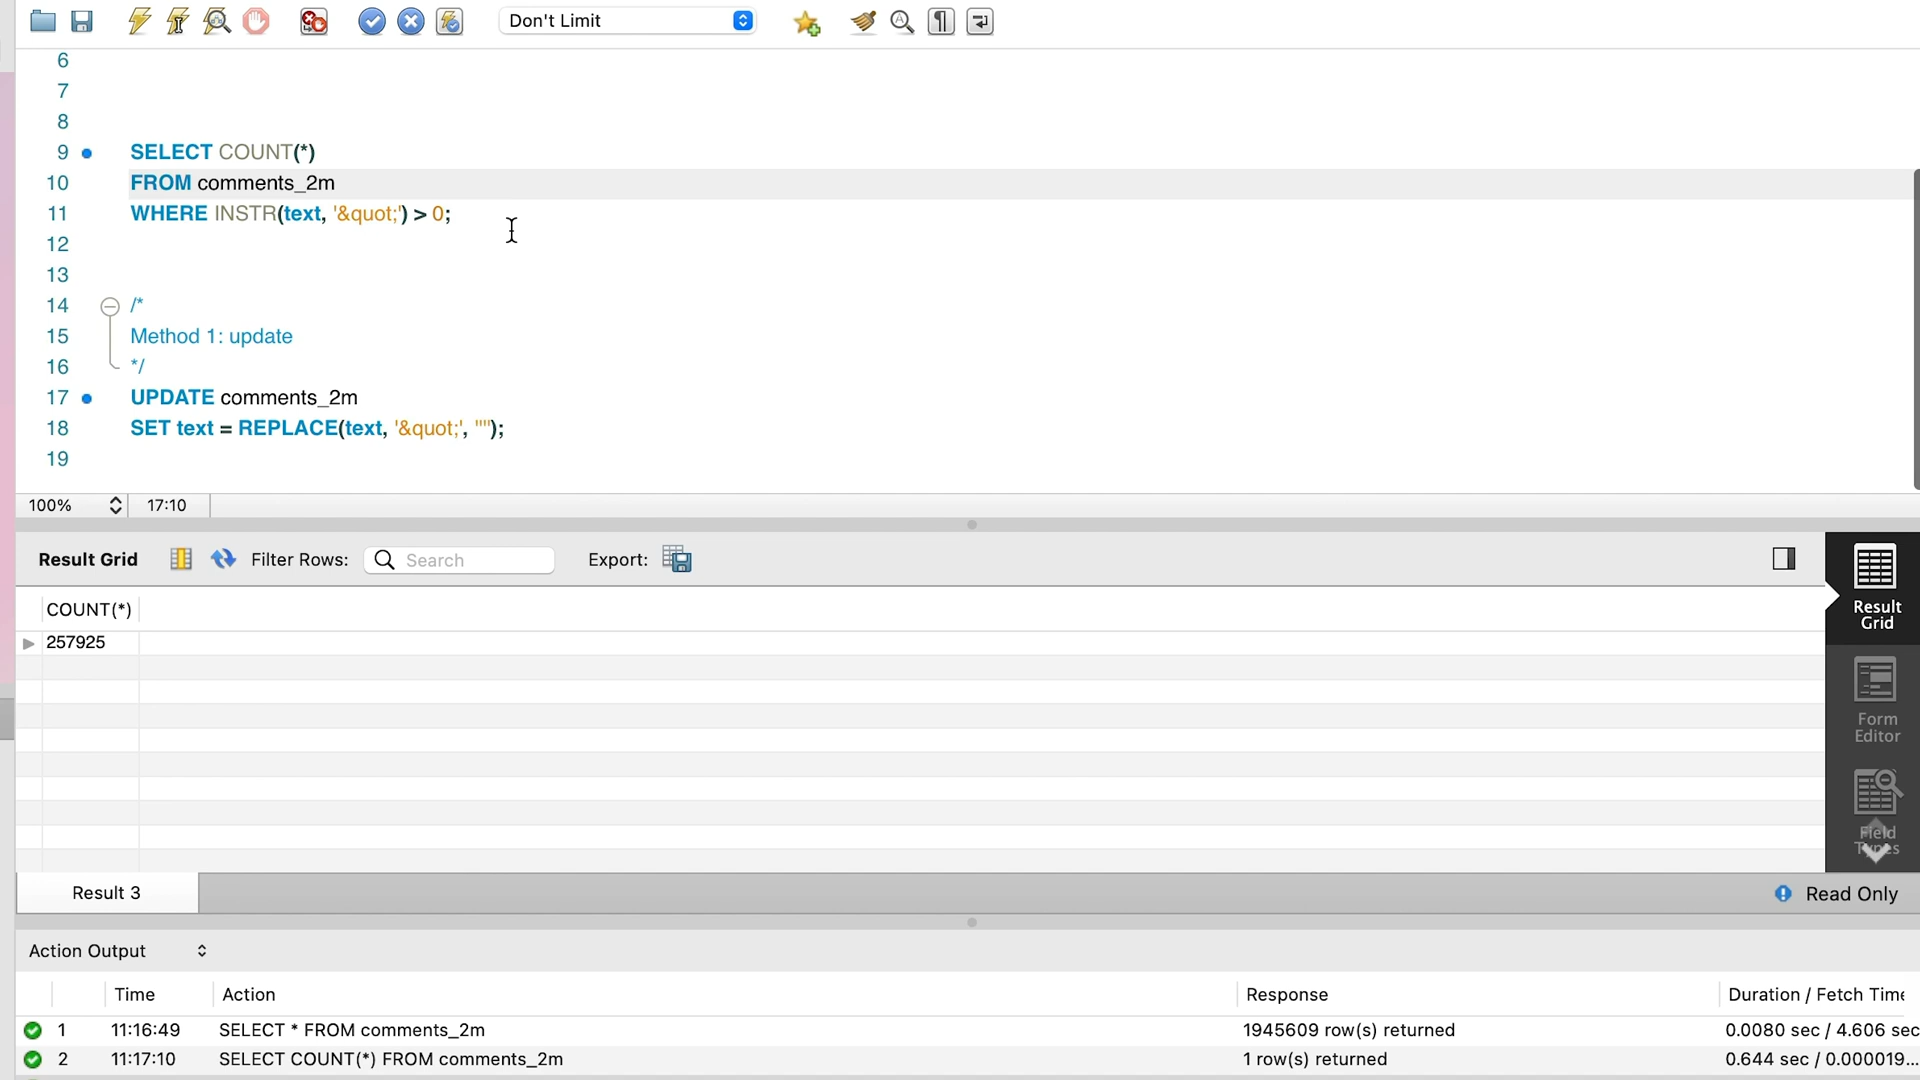 Don't Limit
6
7
8
9 SELECT COUNT(*)
10 FROM comments_2m
11 WHERE INSTR(text, '&quot;') > 0;
12
13
14 /*
15 Method 1: update
16 */
17 UPDATE comments_2m
18 SET text = REPLACE(text, '&quot;', '"');
19
100% 17:10
Result Grid Filter Rows: Search Export:
COUNT(*)
257925
Result
Grid
Form
Editor
Field
Types
Result 3 Read Only
Action Output
Time Action Response Duration / Fetch Time
1 11:16:49 SELECT * FROM comments_2m 1945609 row(s) returned 0.0080 sec / 4.606 sec
2 11:17:10 SELECT COUNT(*) FROM comments_2m 1 row(s) returned 0.644 sec / 0.000019...